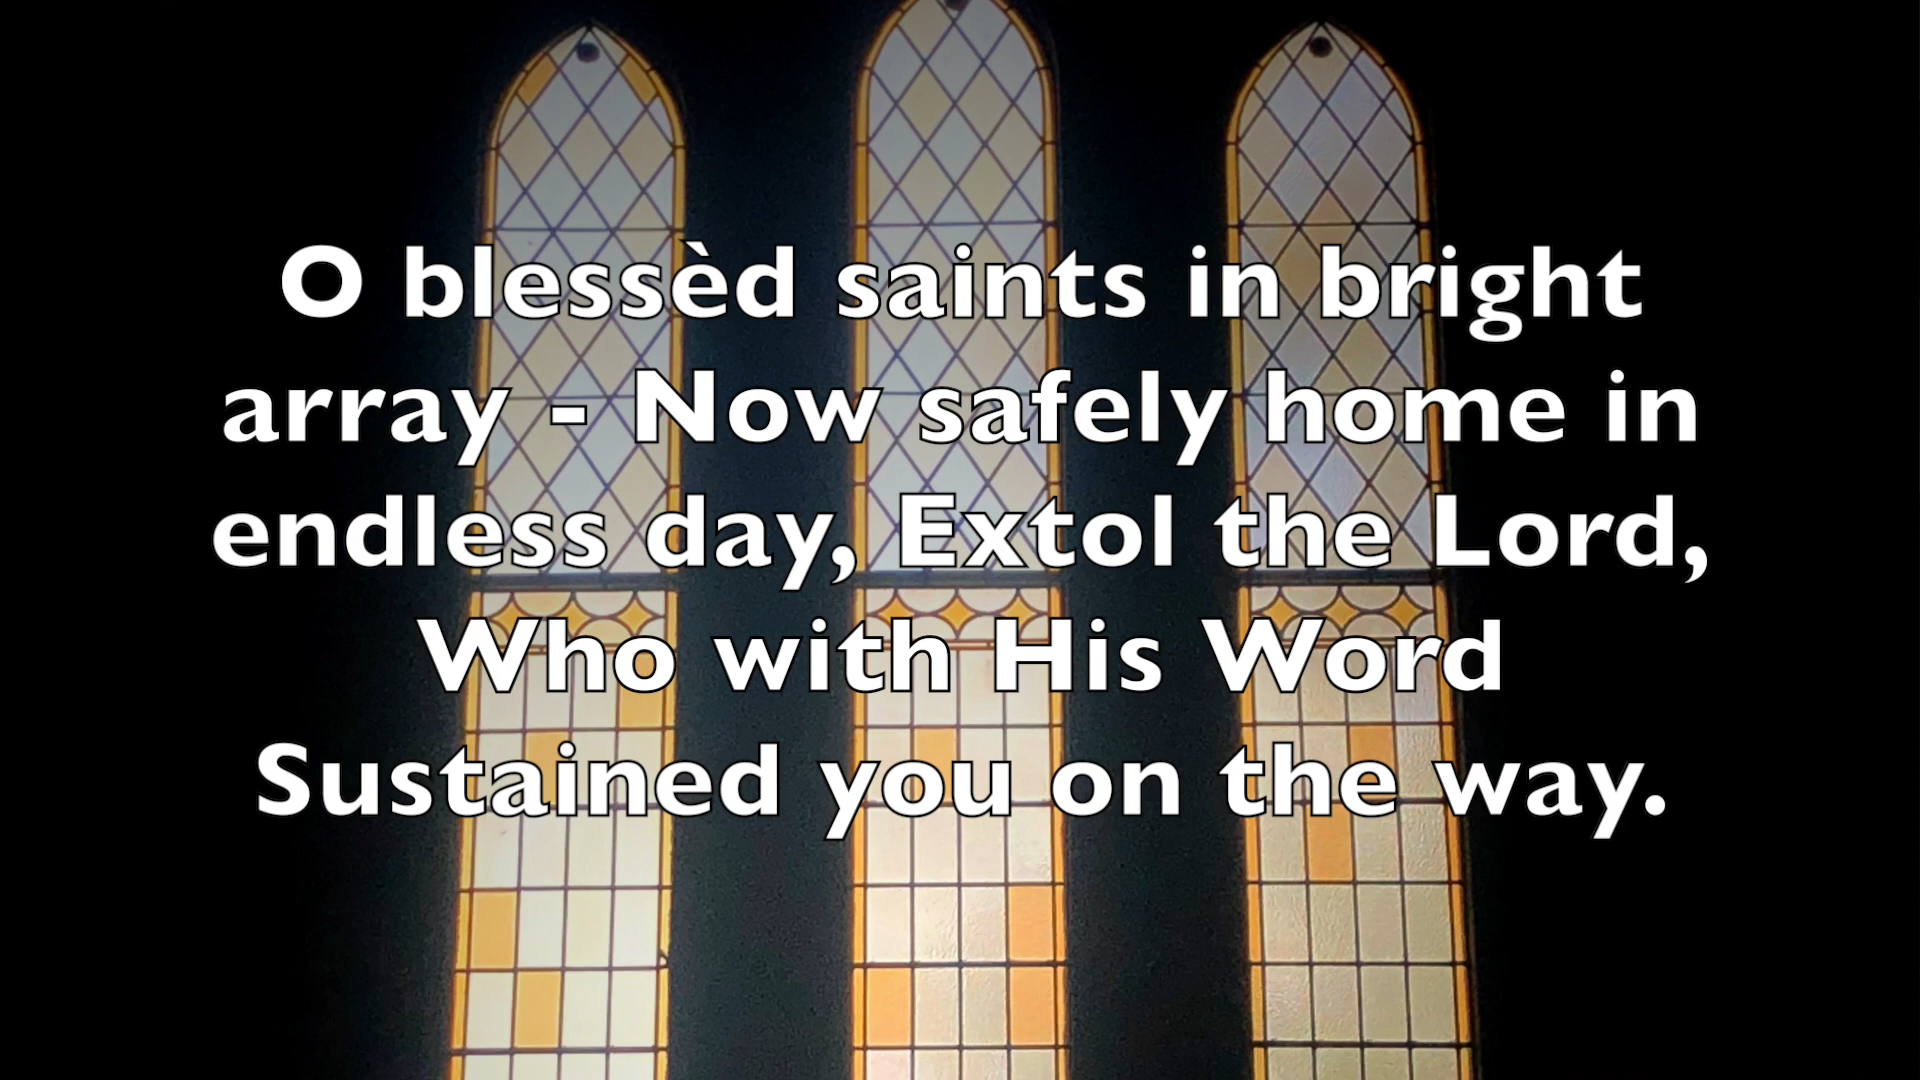 O blessèd saints in bright
array - Now safely home in
endless day, Extol the Lord,
Who with His Word
Sustained you on the way.